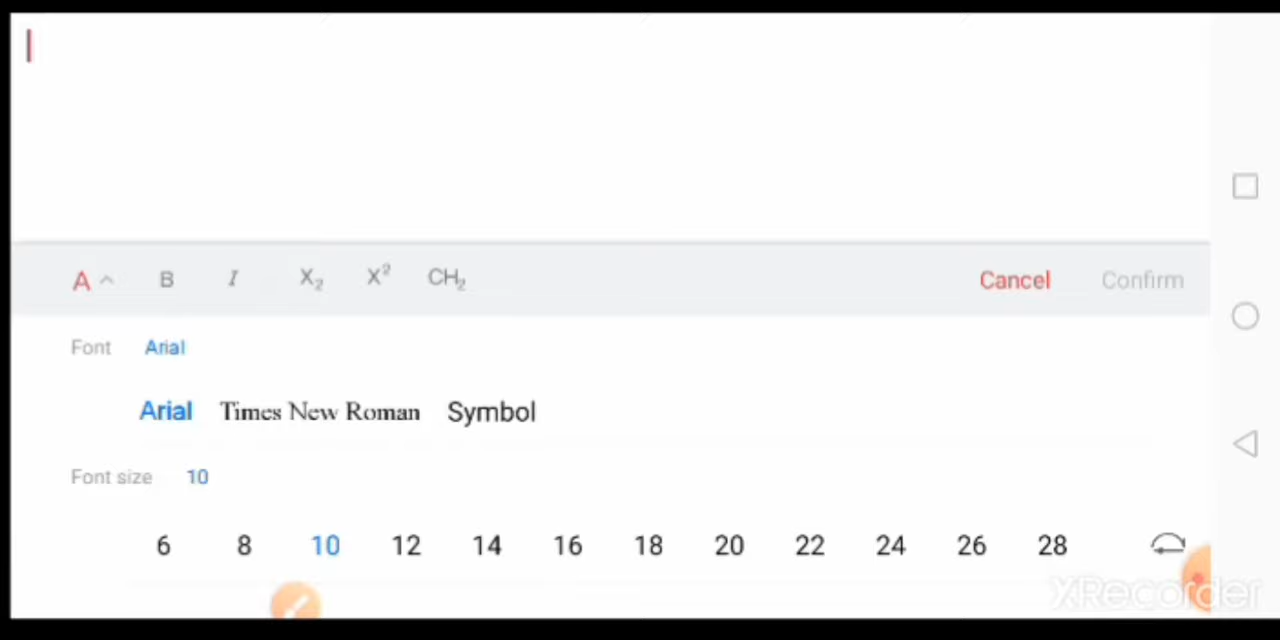 A B I X₂ X² CH₂ Cancel Confirm
Font Arial
Arial Times New Roman Symbol
Font size 10
6 8 10 12 14 16 18 20 22 24 26 28
XRecorder